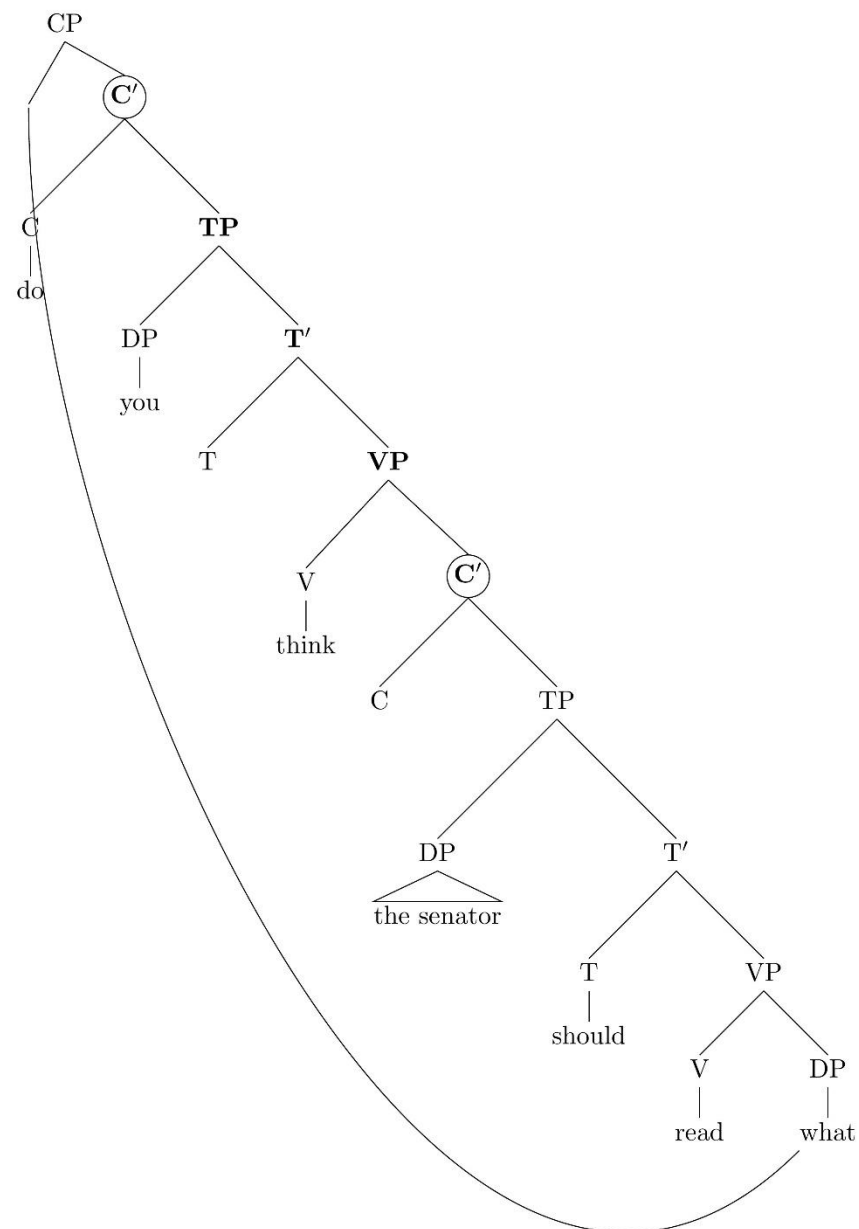 CP
C′
C
TP
do
DP
T′
you
T
VP
V
C′
think
C
TP
DP
T′
the senator
T
VP
should
V
DP
read
what